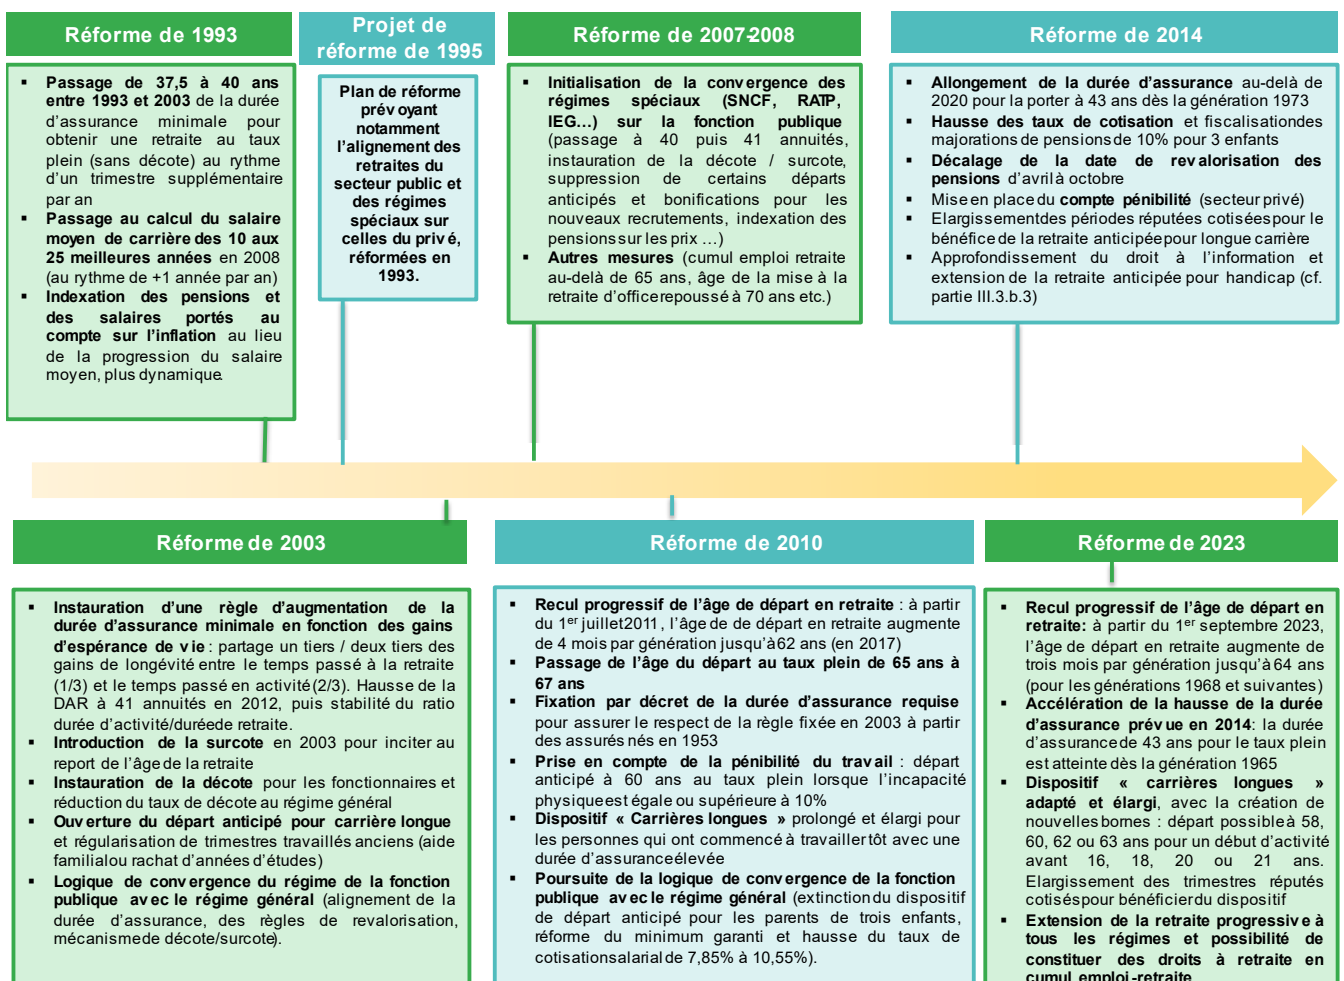 Réforme de 1993
Passage de 37,5 à 40 ans
entre 1993 et 2003 de la durée
d'assurance minimale pour
obtenir une retraite au taux
plein (sans décote) au rythme
d'un trimestre supplémentaire
par an
Passage au calcul du salaire
moyen de carrière des 10 aux
25 meilleures années en 2008
(au rythme de +1 année par an)
Indexation des pensions et
des salaires portés au
compte sur l'inflation au lieu
de la progression du salaire
moyen, plus dynamique.
Projet de
réforme de 1995
Plan de réforme
prévoyant
notamment
l'alignement des
retraites du
secteur public et
des régimes
spéciaux sur
celles du privé,
réformées en
1993.
Réforme de 2007-2008
Initialisation de la convergence des
régimes spéciaux (SNCF, RATP,
IEG…) sur la fonction publique
(passage à 40 puis 41 annuités,
instauration de la décote / surcote,
suppression de certains départs
anticipés et bonifications pour les
nouveaux recrutements, indexation des
pensions sur les prix …)
Autres mesures (cumul emploi retraite
au-delà de 65 ans, âge de la mise à la
retraite d'office repoussé à 70 ans etc.)
Réforme de 2014
Allongement de la durée d'assurance au-delà de
2020 pour la porter à 43 ans dès la génération 1973
Hausse des taux de cotisation et fiscalisation des
majorations de pensions de 10% pour 3 enfants
Décalage de la date de revalorisation des
pensions d'avril à octobre
Mise en place du compte pénibilité (secteur privé)
Elargissement des périodes réputées cotisées pour le
bénéfice de la retraite anticipée pour longue carrière
Approfondissement du droit à l'information et
extension de la retraite anticipée pour handicap (cf.
partie III.3.b.3)
Réforme de 2003
Instauration d'une règle d'augmentation de la
durée d'assurance minimale en fonction des gains
d'espérance de vie : partage un tiers / deux tiers des
gains de longévité entre le temps passé à la retraite
(1/3) et le temps passé en activité (2/3). Hausse de la
DAR à 41 annuités en 2012, puis stabilité du ratio
durée d'activité/durée de retraite.
Introduction de la surcote en 2003 pour inciter au
report de l'âge de la retraite
Instauration de la décote pour les fonctionnaires et
réduction du taux de décote au régime général
Ouverture du départ anticipé pour carrière longue
et régularisation de trimestres travaillés anciens (aide
familial ou rachat d'années d'études)
Logique de convergence du régime de la fonction
publique avec le régime général (alignement de la
durée d'assurance, des règles de revalorisation,
mécanisme de décote/surcote).
Réforme de 2010
Recul progressif de l'âge de départ en retraite : à partir
du 1er juillet 2011, l'âge de de départ en retraite augmente
de 4 mois par génération jusqu'à 62 ans (en 2017)
Passage de l'âge du départ au taux plein de 65 ans à
67 ans
Fixation par décret de la durée d'assurance requise
pour assurer le respect de la règle fixée en 2003 à partir
des assurés nés en 1953
Prise en compte de la pénibilité du travail : départ
anticipé à 60 ans au taux plein lorsque l'incapacité
physique est égale ou supérieure à 10%
Dispositif « Carrières longues » prolongé et élargi pour
les personnes qui ont commencé à travailler tôt avec une
durée d'assurance élevée
Poursuite de la logique de convergence de la fonction
publique avec le régime général (extinction du dispositif
de départ anticipé pour les parents de trois enfants,
réforme du minimum garanti et hausse du taux de
cotisation salarial de 7,85% à 10,55%).
Réforme de 2023
Recul progressif de l'âge de départ en
retraite: à partir du 1er septembre 2023,
l'âge de départ en retraite augmente de
trois mois par génération jusqu'à 64 ans
(pour les générations 1968 et suivantes)
Accélération de la hausse de la durée
d'assurance prévue en 2014: la durée
d'assurance de 43 ans pour le taux plein
est atteinte dès la génération 1965
Dispositif « carrières longues »
adapté et élargi, avec la création de
nouvelles bornes : départ possible à 58,
60, 62 ou 63 ans pour un début d'activité
avant 16, 18, 20 ou 21 ans.
Elargissement des trimestres réputés
cotisés pour bénéficier du dispositif
Extension de la retraite progressive à
tous les régimes et possibilité de
constituer des droits à retraite en
cumul emploi-retraite